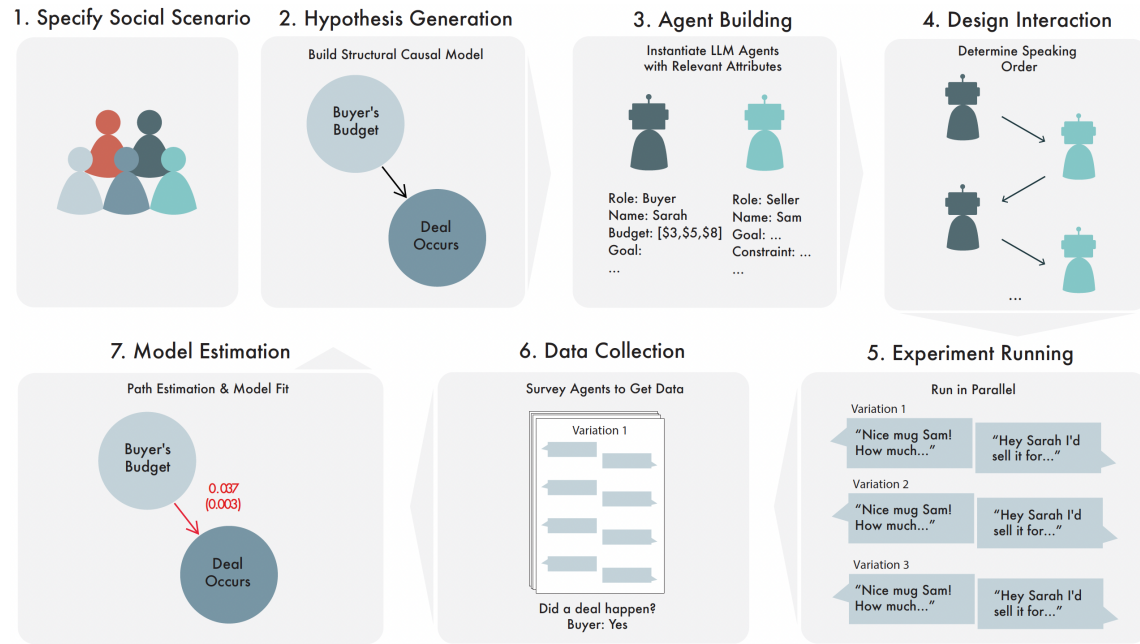 1. Specify Social Scenario
2. Hypothesis Generation
Build Structural Causal Model
Buyer's
Budget
Deal
Occurs
3. Agent Building
Instantiate LLM Agents
with Relevant Attributes
Role: Buyer
Name: Sarah
Budget: [$3,$5,$8]
Goal:
...
Role: Seller
Name: Sam
Goal: ...
Constraint: ...
...
4. Design Interaction
Determine Speaking
Order
...
5. Experiment Running
Run in Parallel
Variation 1
“Nice mug Sam!
How much...”
“Hey Sarah I'd
sell it for...”
Variation 2
“Nice mug Sam!
How much...”
“Hey Sarah I'd
sell it for...”
Variation 3
“Nice mug Sam!
How much...”
“Hey Sarah I'd
sell it for...”
6. Data Collection
Survey Agents to Get Data
Variation 1
Did a deal happen?
Buyer: Yes
7. Model Estimation
Path Estimation & Model Fit
Buyer's
Budget
0.037
(0.003)
Deal
Occurs